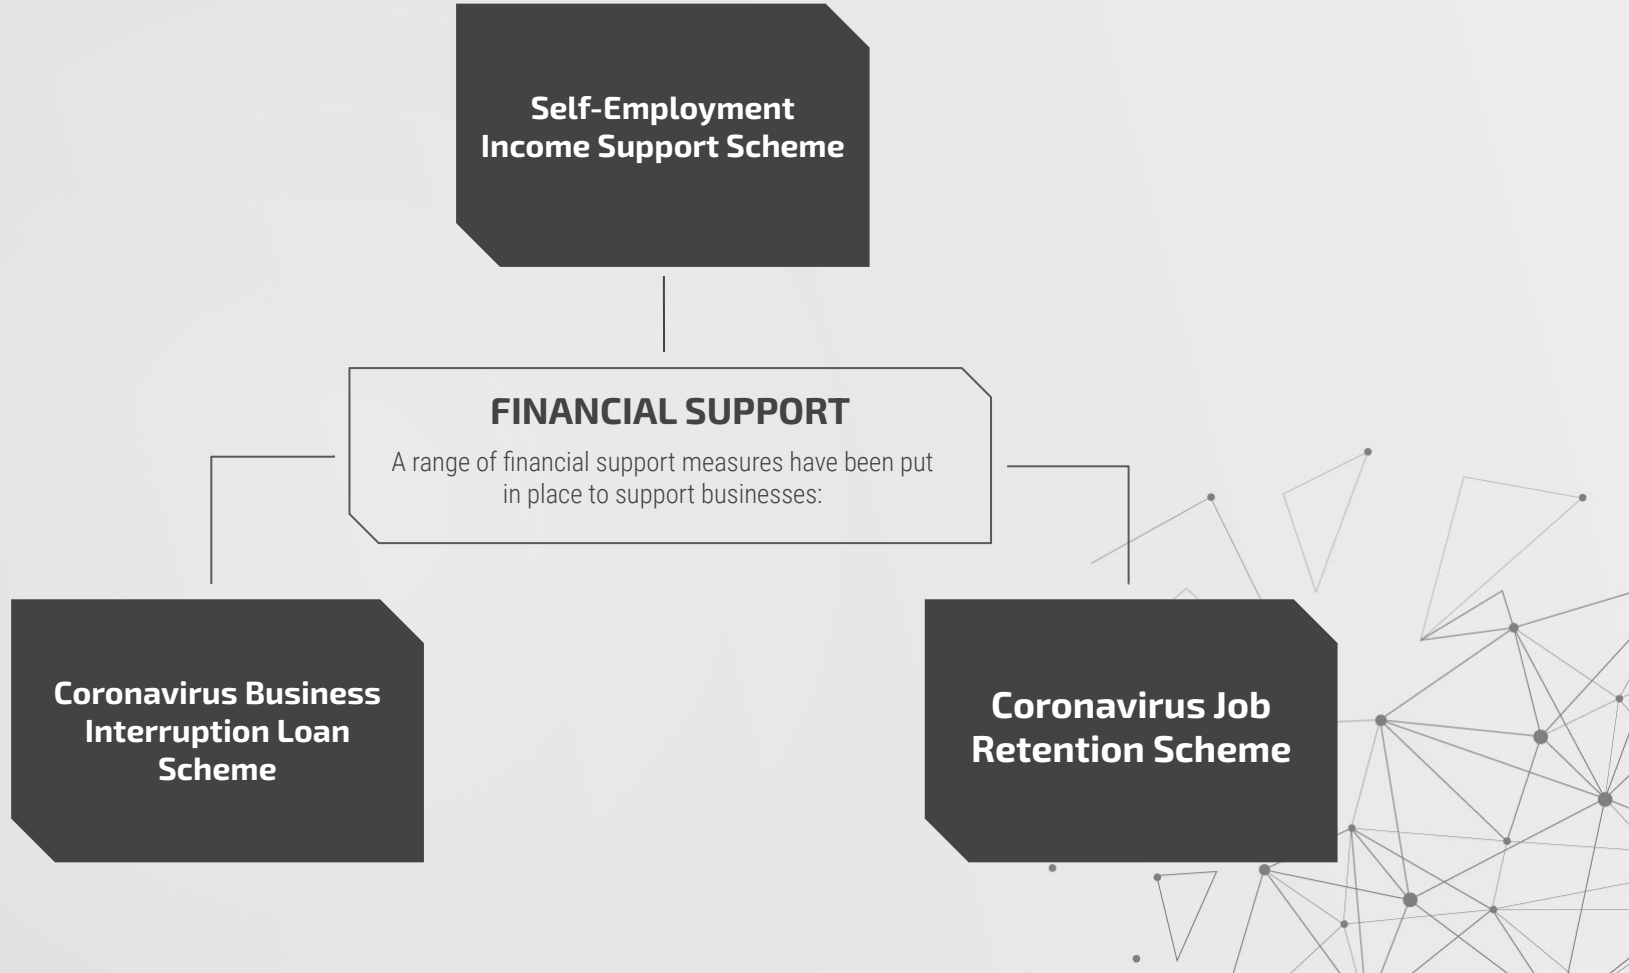 Self-Employment
Income Support Scheme
FINANCIAL SUPPORT
A range of financial support measures have been put
in place to support businesses:
Coronavirus Business
Interruption Loan
Scheme
Coronavirus Job
Retention Scheme